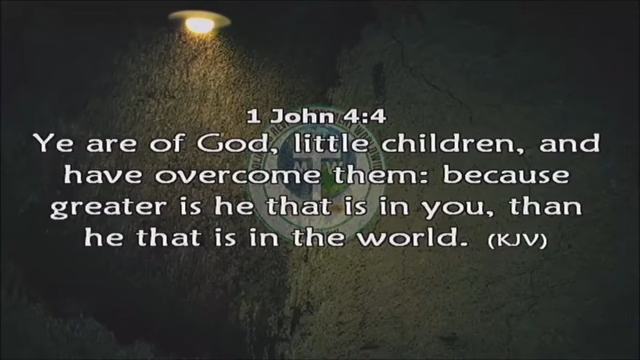 1 John 4:4
Ye are of God, little children, and
have overcome them: because
greater is he that is in you, than
he that is in the world. (KJV)